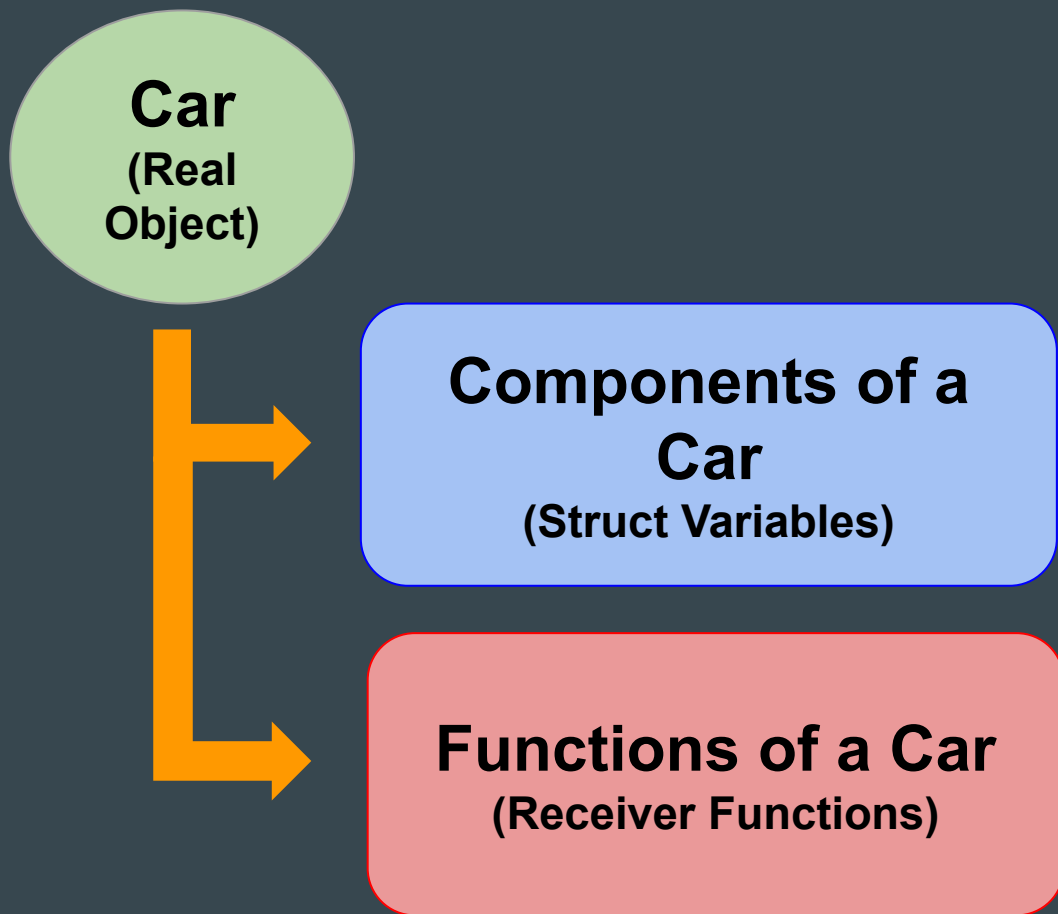 Car
(Real
Object)
Components of a
Car
(Struct Variables)
Functions of a Car
(Receiver Functions)